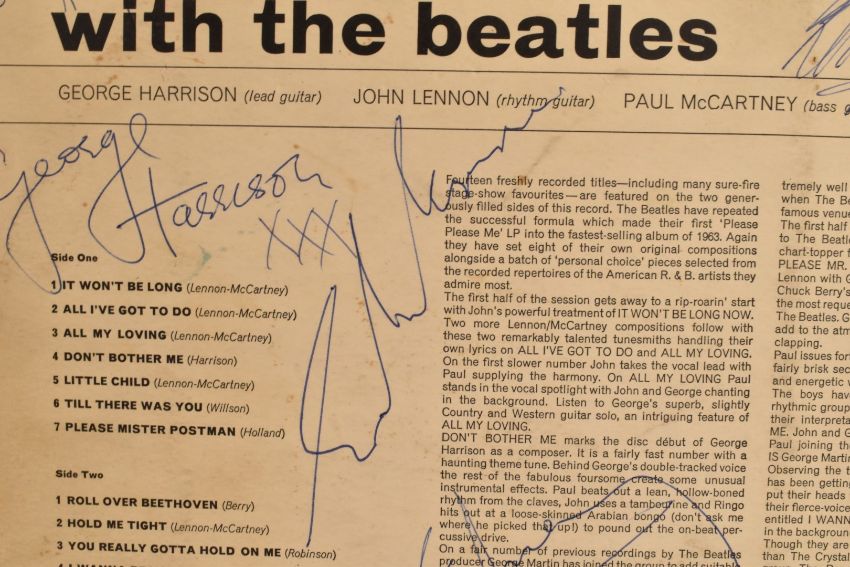 with the beatles
GEORGE HARRISON (lead guitar) JOHN LENNON (rhythm guitar) PAUL McCARTNEY (bass g
George
Harrison
XXX
John Lennon
Side One
1 IT WON'T BE LONG (Lennon-McCartney)
2 ALL I'VE GOT TO DO (Lennon-McCartney)
3 ALL MY LOVING (Lennon-McCartney)
4 DON'T BOTHER ME (Harrison)
5 LITTLE CHILD (Lennon-McCartney)
6 TILL THERE WAS YOU (Willson)
7 PLEASE MISTER POSTMAN (Holland)
Side Two
1 ROLL OVER BEETHOVEN (Berry)
2 HOLD ME TIGHT (Lennon-McCartney)
3 YOU REALLY GOTTA HOLD ON ME (Robinson)
Fourteen freshly recorded titles—including many sure-fire
stage-show favourites—are featured on the two gener-
ously filled sides of this record. The Beatles have repeated
the successful formula which made their first 'Please
Please Me' LP into the fastest-selling album of 1963. Again
they have set eight of their own original compositions
alongside a batch of 'personal choice' pieces selected from
the recorded repertoires of the American R. & B. artists they
admire most.
The first half of the session gets away to a rip-roarin' start
with John's powerful treatment of IT WON'T BE LONG NOW.
Two more Lennon/McCartney compositions follow with
these two remarkably talented tunesmiths handling their
own lyrics on ALL I'VE GOT TO DO and ALL MY LOVING.
On the first slower number John takes the vocal lead with
Paul supplying the harmony. On ALL MY LOVING Paul
stands in the vocal spotlight with John and George chanting
in the background. Listen to George's superb, slightly
Country and Western guitar solo, an intriguing feature of
ALL MY LOVING.
DON'T BOTHER ME marks the disc début of George
Harrison as a composer. It is a fairly fast number with a
haunting theme tune. Behind George's double-tracked voice
the rest of the fabulous foursome create some unusual
instrumental effects. Paul beats out a lean, hollow-boned
rhythm from the claves, John uses a tambourine and Ringo
hits out at a loose-skinned Arabian bongo (don't ask me
where he picked that up!) to pound out the on-beat per-
cussive drive.
On a fair number of previous recordings by The Beatles
producer George Martin has joined the group to add suitable
tremely well
when The Be
famous venue
The first half
to The Beatle
chart-topper f
PLEASE MR.
Lennon with G
Chuck Berry's
the most reque
The Beatles. G
add to the atm
clapping.
Paul issues for
fairly brisk sec
and energetic v
The boys hav
rhythmic group
their interpreta
ME. John and G
Paul joining the
IS George Martin
Observing the t
has been getting
put their heads
their fierce-voice
entitled I WANN
in the background
Though they are
than The Crystal